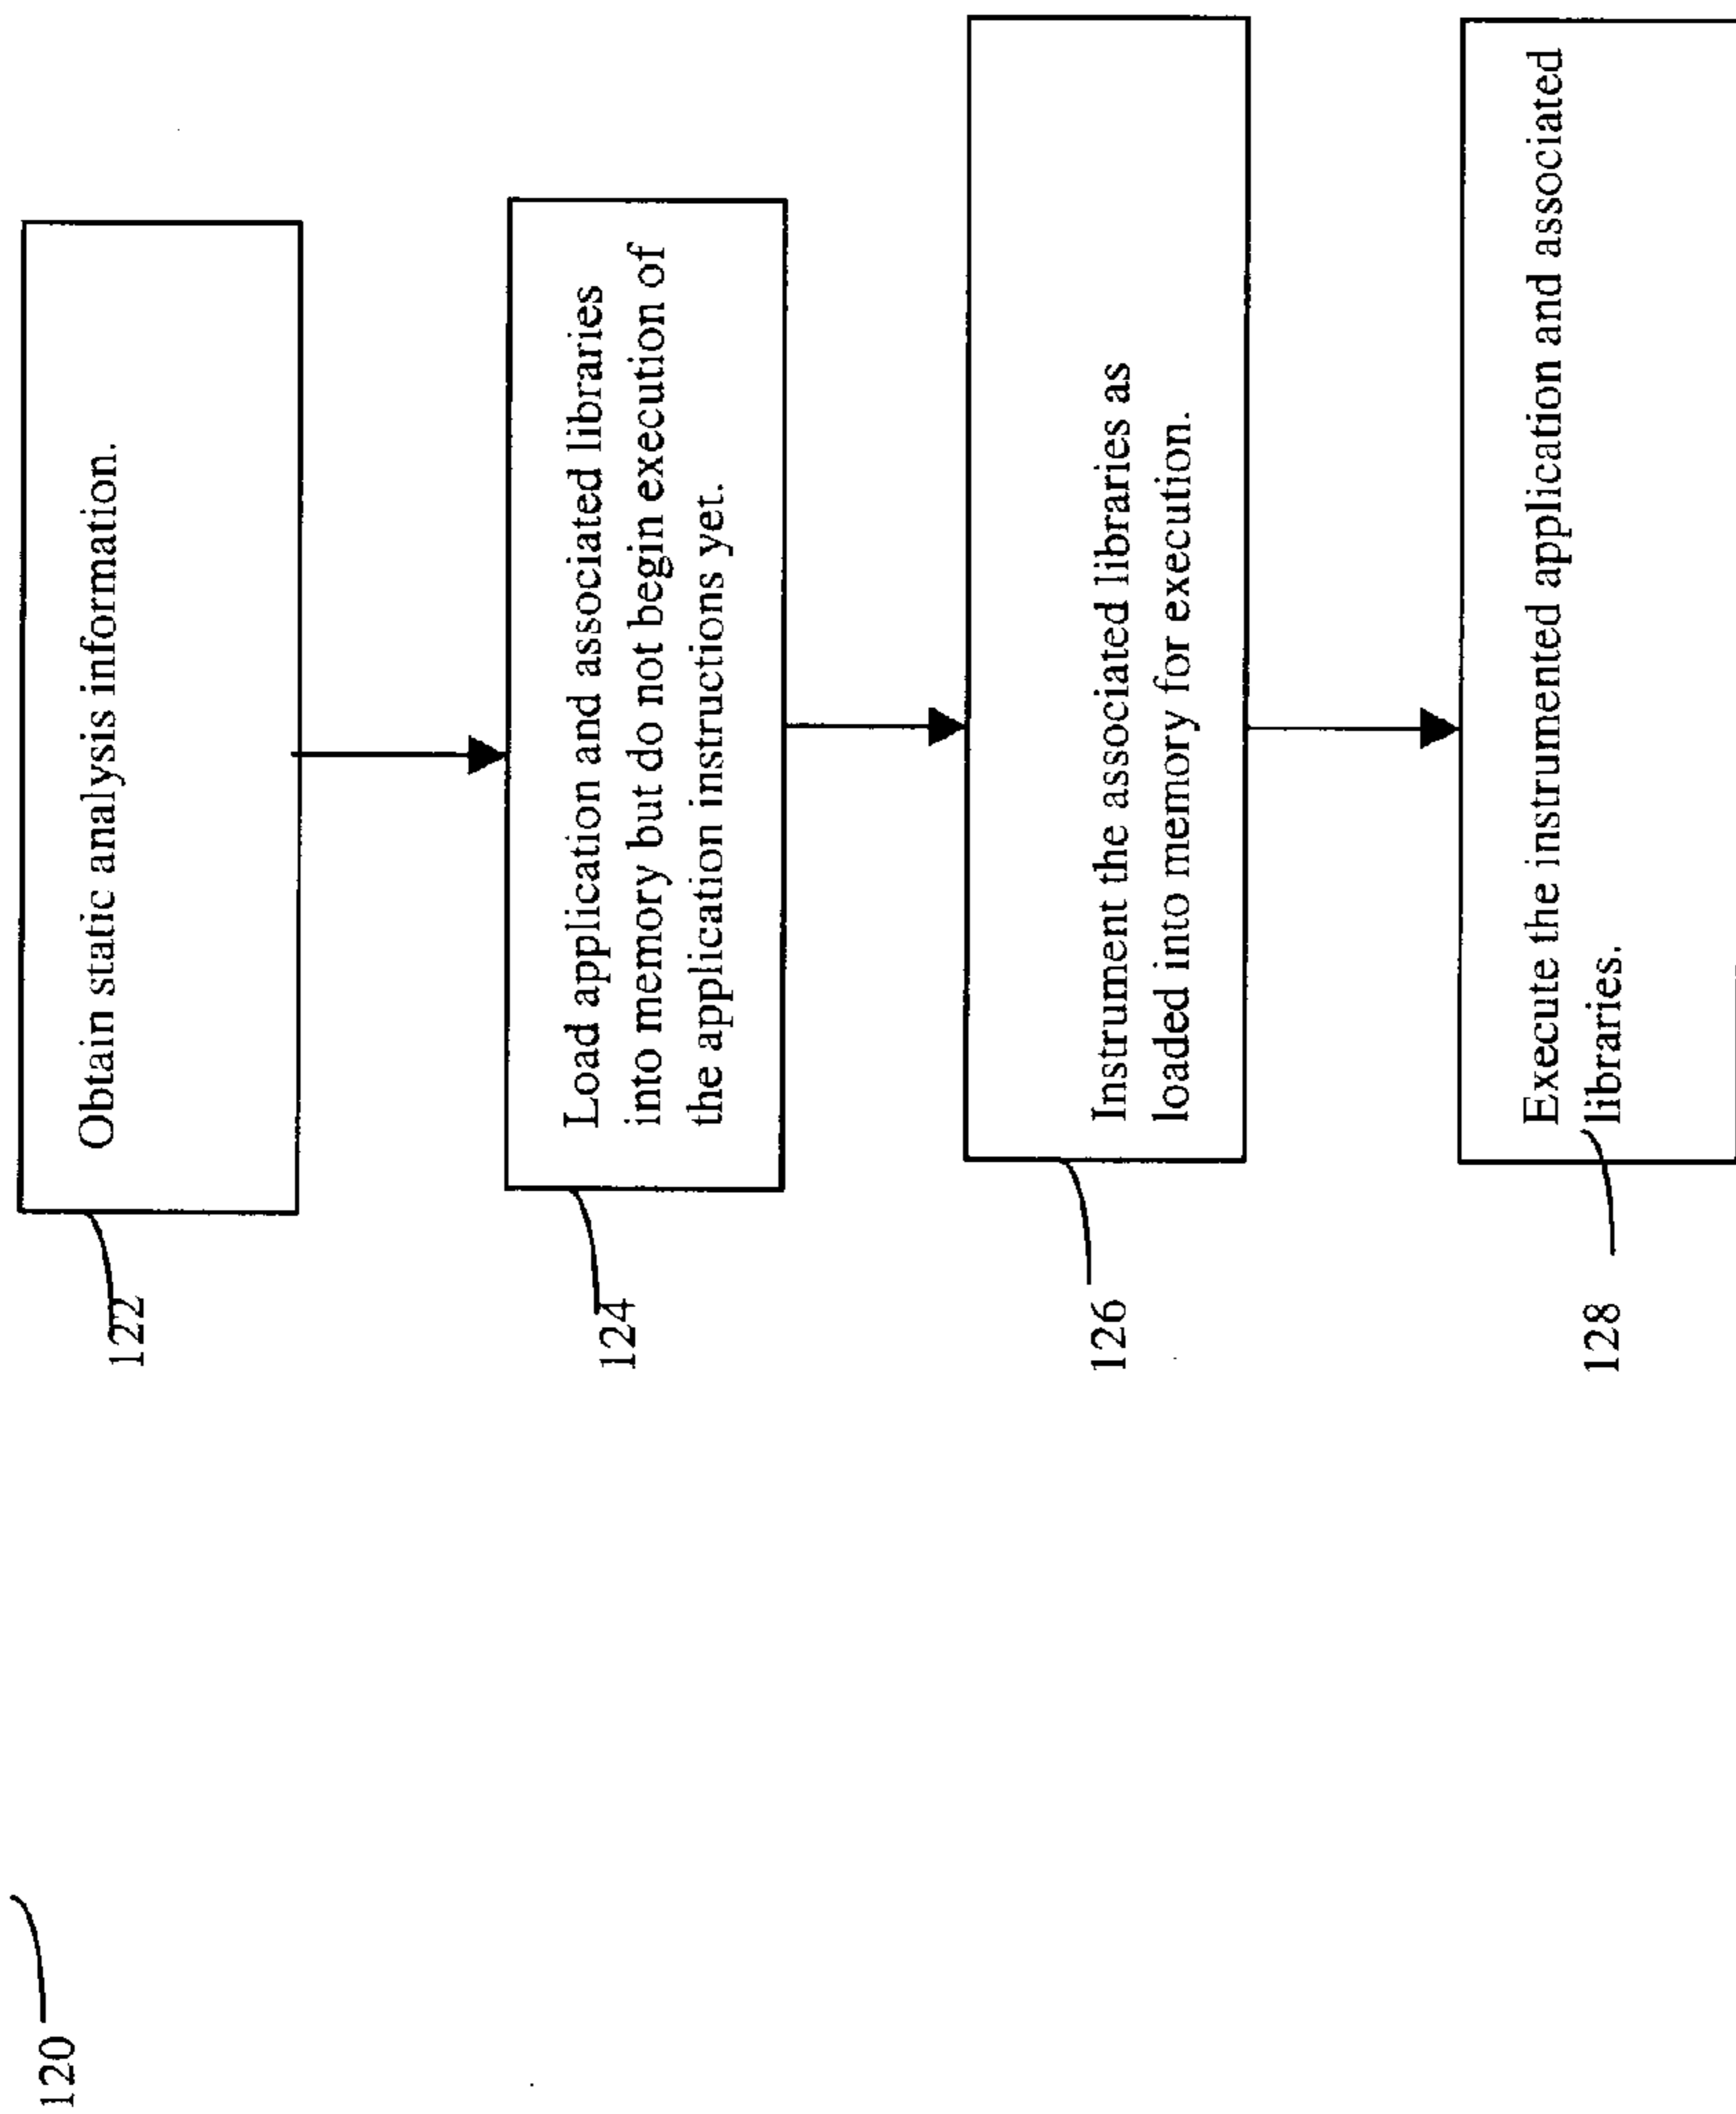 120
122
Obtain static analysis information.
124
Load application and associated libraries
into memory but do not begin execution of
the application instructions yet.
126
Instrument the associated libraries as
loaded into memory for execution.
128
Execute the instrumented application and associated
libraries.